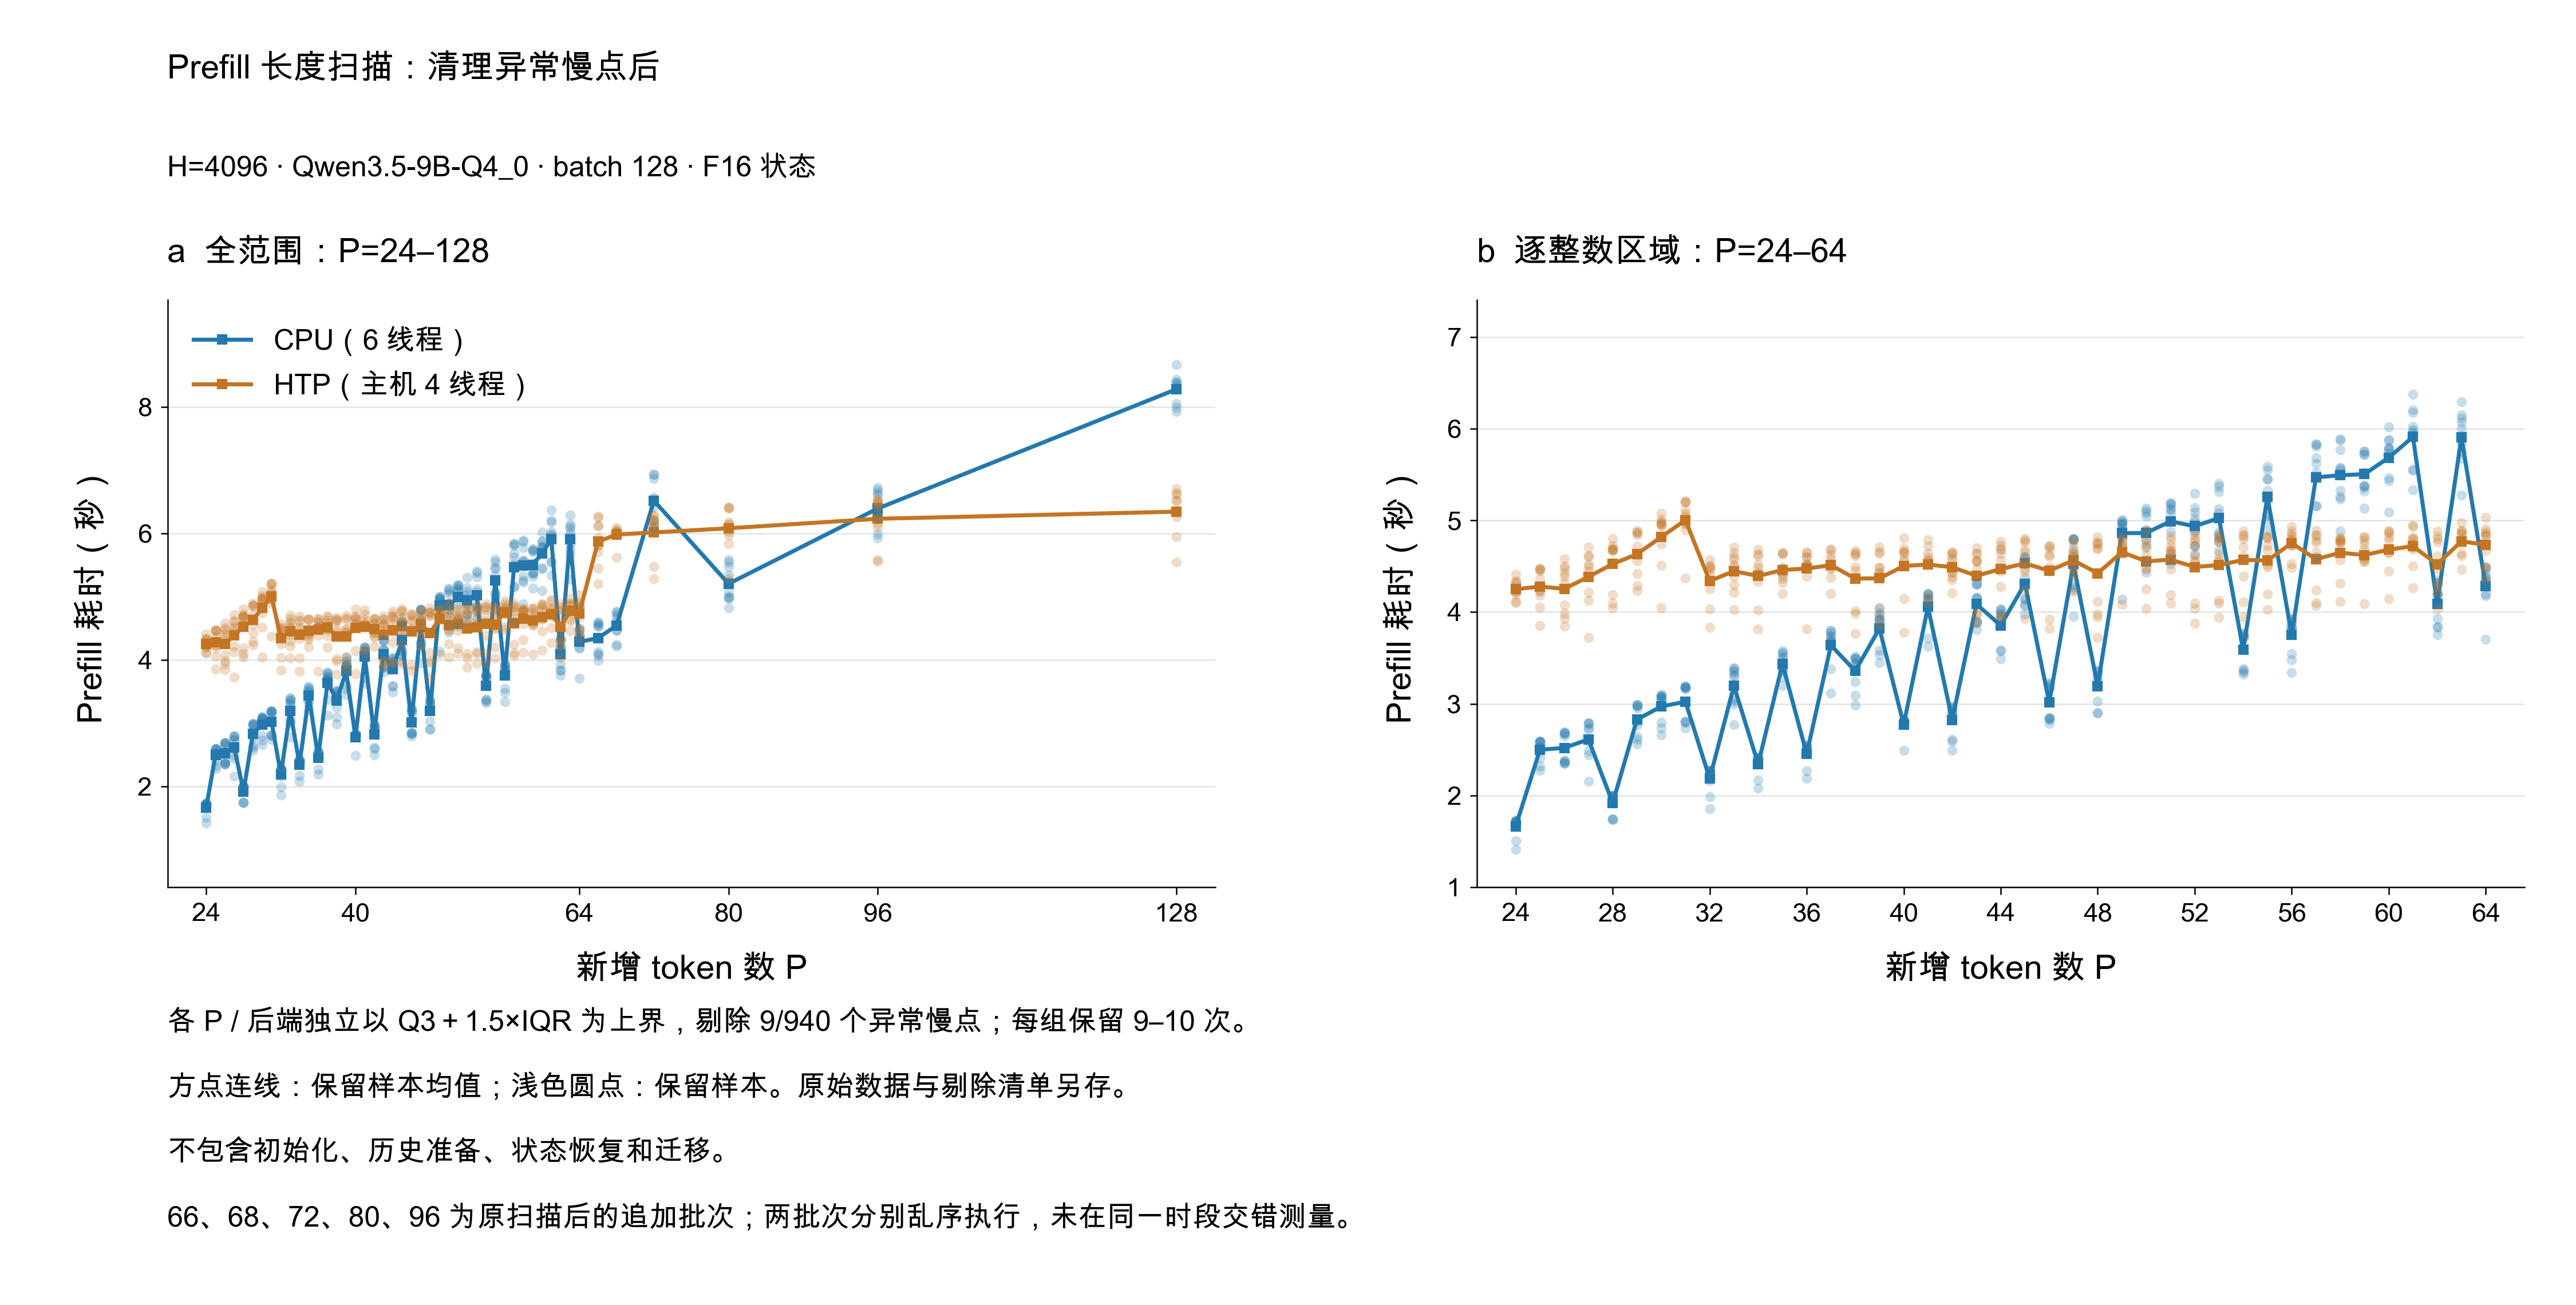 Prefill 长度扫描：清理异常慢点后
H=4096 · Qwen3.5-9B-Q4_0 · batch 128 · F16 状态
a 全范围：P=24–128
CPU（6 线程）
HTP（主机 4 线程）
Prefill 耗时（秒）
8
6
4
2
24 40 64 80 96 128
新增 token 数 P
b 逐整数区域：P=24–64
Prefill 耗时（秒）
7
6
5
4
3
2
1
24 28 32 36 40 44 48 52 56 60 64
新增 token 数 P
各 P / 后端独立以 Q3 + 1.5×IQR 为上界，剔除 9/940 个异常慢点；每组保留 9–10 次。
方点连线：保留样本均值；浅色圆点：保留样本。原始数据与剔除清单另存。
不包含初始化、历史准备、状态恢复和迁移。
66、68、72、80、96 为原扫描后的追加批次；两批次分别乱序执行，未在同一时段交错测量。